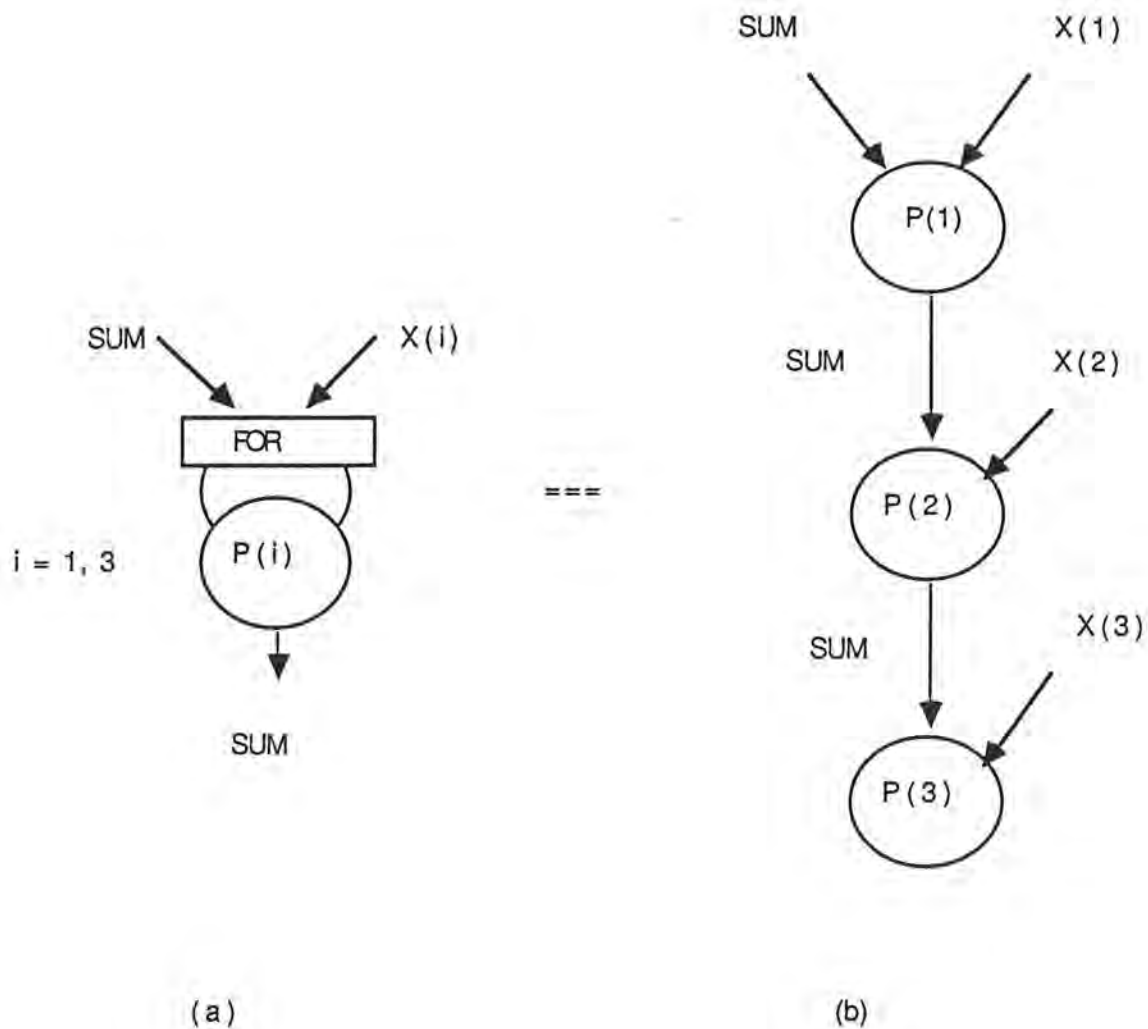 SUM X(1)
P(1)
SUM X(i)
SUM X(2)
FOR
===
P(2)
P(i)
i = 1, 3
SUM X(3)
SUM
P(3)
(a) (b)